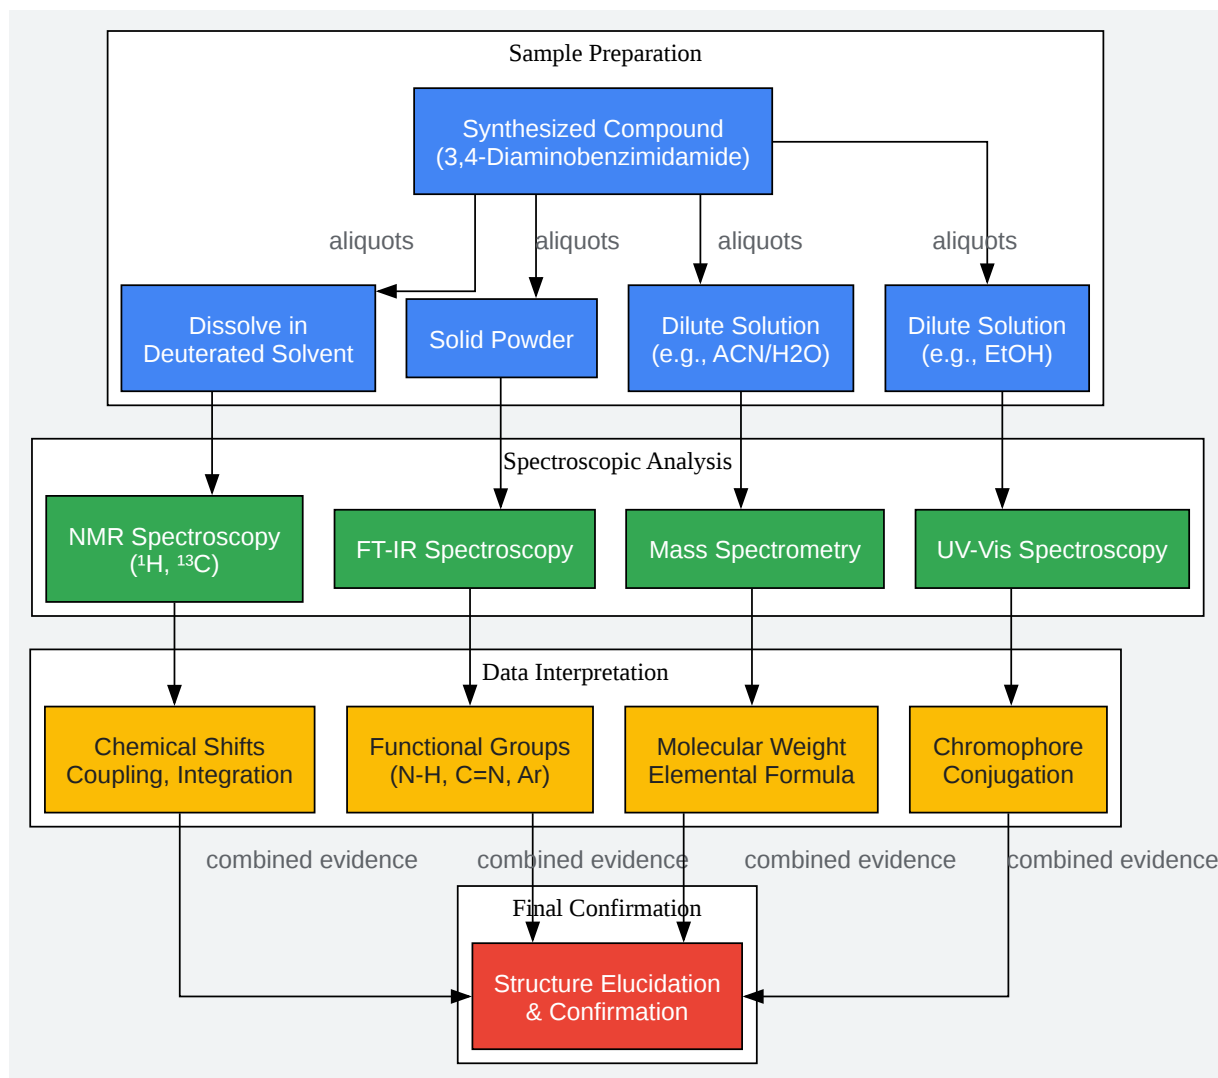 Sample Preparation
Synthesized Compound
(3,4-Diaminobenzimidamide)
aliquots
aliquots
aliquots
aliquots
Dissolve in
Deuterated Solvent
Solid Powder
Dilute Solution
(e.g., ACN/H2O)
Dilute Solution
(e.g., EtOH)
Spectroscopic Analysis
NMR Spectroscopy
(¹H, ¹³C)
FT-IR Spectroscopy
Mass Spectrometry
UV-Vis Spectroscopy
Data Interpretation
Chemical Shifts
Coupling, Integration
Functional Groups
(N-H, C=N, Ar)
Molecular Weight
Elemental Formula
Chromophore
Conjugation
combined evidence
combined evidence
combined evidence
combined evidence
Final Confirmation
Structure Elucidation
& Confirmation